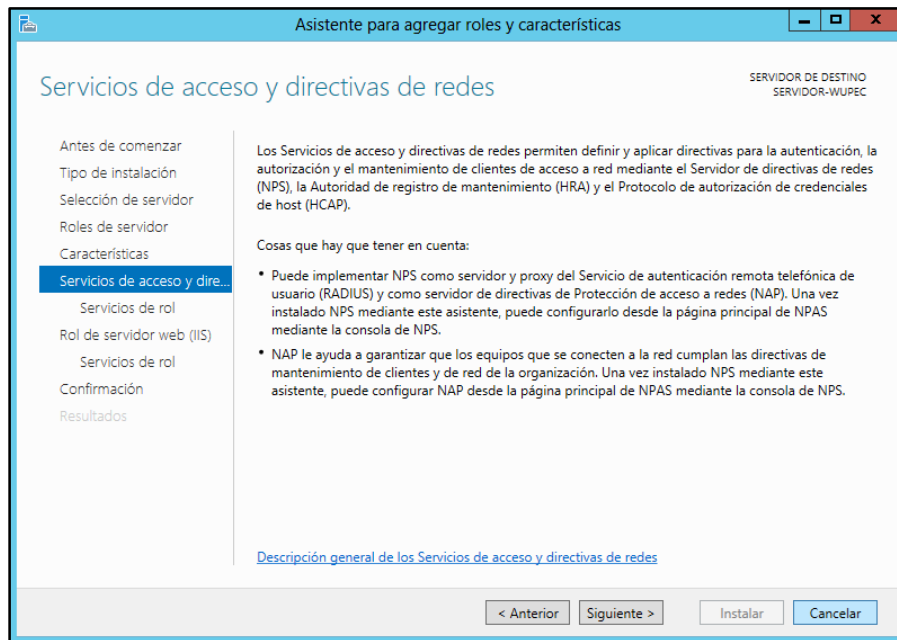 Asistente para agregar roles y características
Servicios de acceso y directivas de redes
SERVIDOR DE DESTINO
SERVIDOR-WUPEC
Antes de comenzar
Tipo de instalación
Selección de servidor
Roles de servidor
Características
Servicios de acceso y dire...
Servicios de rol
Rol de servidor web (IIS)
Servicios de rol
Confirmación
Resultados
Los Servicios de acceso y directivas de redes permiten definir y aplicar directivas para la autenticación, la
autorización y el mantenimiento de clientes de acceso a red mediante el Servidor de directivas de redes
(NPS), la Autoridad de registro de mantenimiento (HRA) y el Protocolo de autorización de credenciales
de host (HCAP).
Cosas que hay que tener en cuenta:
• Puede implementar NPS como servidor y proxy del Servicio de autenticación remota telefónica de
usuario (RADIUS) y como servidor de directivas de Protección de acceso a redes (NAP). Una vez
instalado NPS mediante este asistente, puede configurarlo desde la página principal de NPAS
mediante la consola de NPS.
• NAP le ayuda a garantizar que los equipos que se conecten a la red cumplan las directivas de
mantenimiento de clientes y de red de la organización. Una vez instalado NPS mediante este
asistente, puede configurar NAP desde la página principal de NPAS mediante la consola de NPS.
Descripción general de los Servicios de acceso y directivas de redes
< Anterior
Siguiente >
Instalar
Cancelar